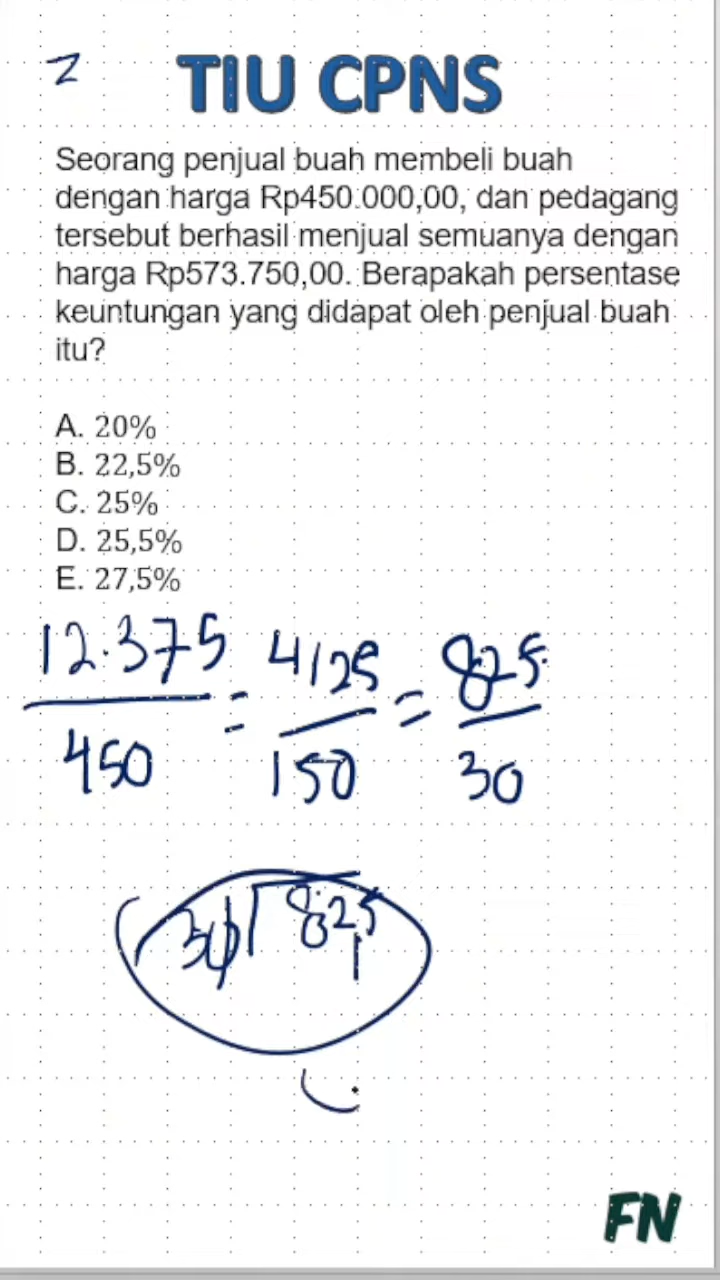 Z
TIU CPNS
Seorang penjual buah membeli buah
dengan harga Rp450.000,00, dan pedagang
tersebut berhasil menjual semuanya dengan
harga Rp573.750,00. Berapakah persentase
keuntungan yang didapat oleh penjual buah
itu?
A. 20%
B. 22,5%
C. 25%
D. 25,5%
E. 27,5%
12.375 / 450 = 4125 / 150 = 825 / 30
30 825
FN